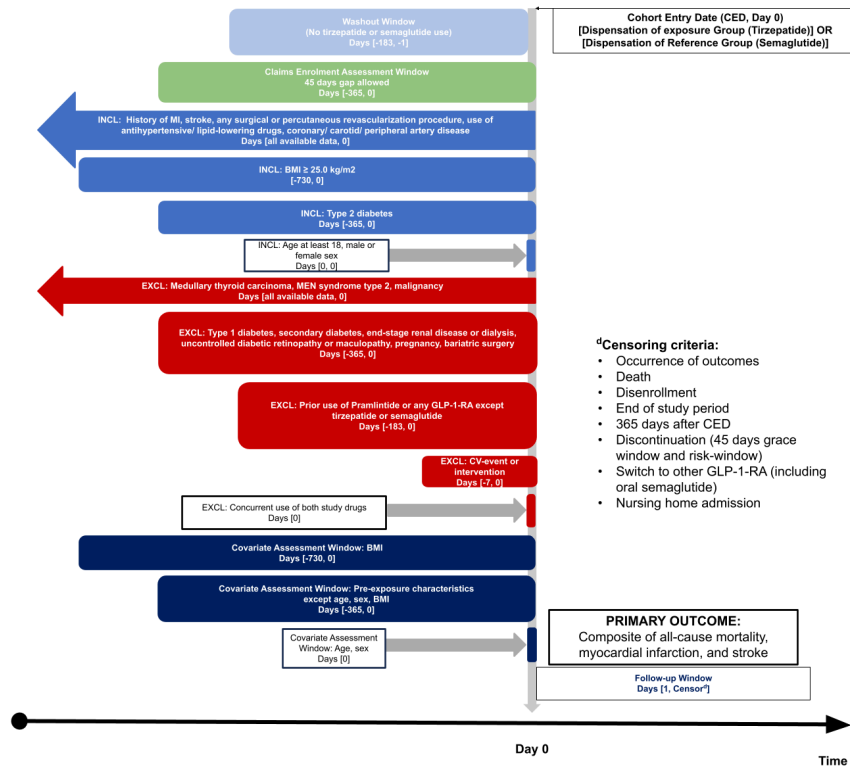 Washout Window
(No tirzepatide or semaglutide use)
Days [-183, -1]
Cohort Entry Date (CED, Day 0)
[Dispensation of exposure Group (Tirzepatide)] OR
[Dispensation of Reference Group (Semaglutide)]
Claims Enrolment Assessment Window
45 days gap allowed
Days [-365, 0]
INCL: History of MI, stroke, any surgical or percutaneous revascularization procedure, use of
antihypertensive/ lipid-lowering drugs, coronary/ carotid/ peripheral artery disease
Days [all available data, 0]
INCL: BMI ≥ 25.0 kg/m2
[-730, 0]
INCL: Type 2 diabetes
Days [-365, 0]
INCL: Age at least 18, male or
female sex
Days [0, 0]
EXCL: Medullary thyroid carcinoma, MEN syndrome type 2, malignancy
Days [all available data, 0]
EXCL: Type 1 diabetes, secondary diabetes, end-stage renal disease or dialysis,
uncontrolled diabetic retinopathy or maculopathy, pregnancy, bariatric surgery
Days [-365, 0]
EXCL: Prior use of Pramlintide or any GLP-1-RA except
tirzepatide or semaglutide
Days [-183, 0]
EXCL: CV-event or
intervention
Days [-7, 0]
EXCL: Concurrent use of both study drugs
Days [0]
Covariate Assessment Window: BMI
Days [-730, 0]
Covariate Assessment Window: Pre-exposure characteristics
except age, sex, BMI
Days [-365, 0]
Covariate Assessment
Window: Age, sex
Days [0]
dCensoring criteria:
• Occurrence of outcomes
• Death
• Disenrollment
• End of study period
• 365 days after CED
• Discontinuation (45 days grace
window and risk-window)
• Switch to other GLP-1-RA (including
oral semaglutide)
• Nursing home admission
PRIMARY OUTCOME:
Composite of all-cause mortality,
myocardial infarction, and stroke
Follow-up Window
Days [1, Censord]
Day 0
Time